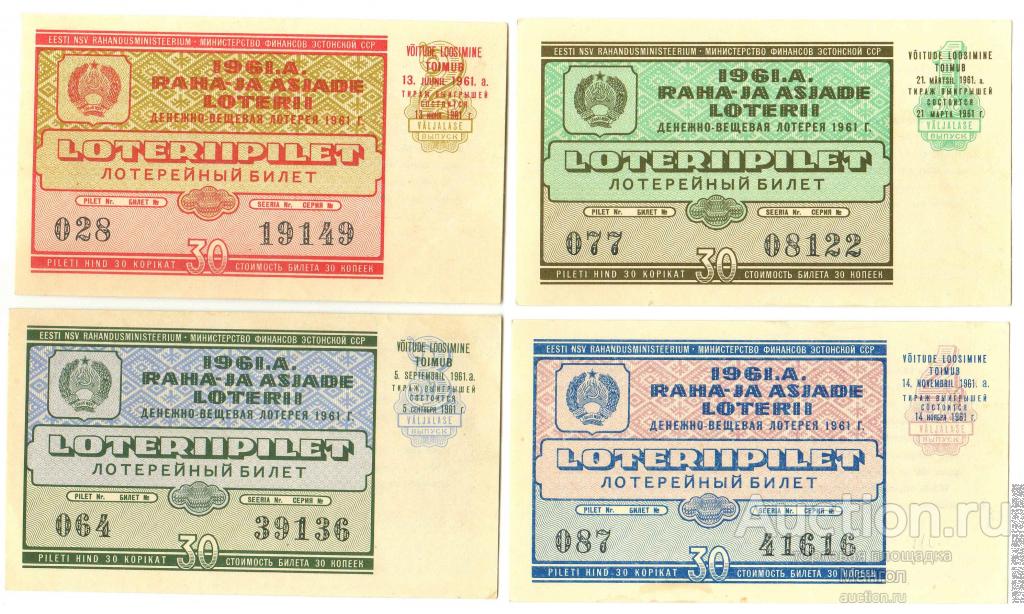 EESTI NSV RAHANDUSMINISTEERIUM · МИНИСТЕРСТВО ФИНАНСОВ ЭСТОНСКОЙ ССР
1961.A.
RAHA-JA ASJADE
LOTERII
ДЕНЕЖНО-ВЕЩЕВАЯ ЛОТЕРЕЯ 1961 Г.
LOTERIIPILET
ЛОТЕРЕЙНЫЙ БИЛЕТ
PILET Nr. БИЛЕТ № SEERIA Nr. СЕРИЯ №
028 19149
30
PILETI HIND 30 KOPIKAT СТОИМОСТЬ БИЛЕТА 30 КОПЕЕК
VÕITUDE LOOSIMINE
TOIMUB
13. JUUNIL 1961. a.
ТИРАЖ ВЫИГРЫШЕЙ
СОСТОИТСЯ
13 июня 1961 г.
VÄLJALASE
ВЫПУСК
EESTI NSV RAHANDUSMINISTEERIUM · МИНИСТЕРСТВО ФИНАНСОВ ЭСТОНСКОЙ ССР
1961.A.
RAHA-JA ASJADE
LOTERII
ДЕНЕЖНО-ВЕЩЕВАЯ ЛОТЕРЕЯ 1961 Г.
LOTERIIPILET
ЛОТЕРЕЙНЫЙ БИЛЕТ
PILET Nr. БИЛЕТ № SEERIA Nr. СЕРИЯ №
077 08122
30
PILETI HIND 30 KOPIKAT СТОИМОСТЬ БИЛЕТА 30 КОПЕЕК
VÕITUDE LOOSIMINE
TOIMUB
21. MÄRTSIL 1961. a.
ТИРАЖ ВЫИГРЫШЕЙ
СОСТОИТСЯ
21 МАРТА 1961 г.
1
VÄLJALASE
ВЫПУСК
EESTI NSV RAHANDUSMINISTEERIUM · МИНИСТЕРСТВО ФИНАНСОВ ЭСТОНСКОЙ ССР
1961.A.
RAHA-JA ASJADE
LOTERII
ДЕНЕЖНО-ВЕЩЕВАЯ ЛОТЕРЕЯ 1961 Г.
LOTERIIPILET
ЛОТЕРЕЙНЫЙ БИЛЕТ
PILET Nr. БИЛЕТ № SEERIA Nr. СЕРИЯ №
064 39136
30
PILETI HIND 30 KOPIKAT СТОИМОСТЬ БИЛЕТА 30 КОПЕЕК
VÕITUDE LOOSIMINE
TOIMUB
5. SEPTEMBRIL 1961. a.
ТИРАЖ ВЫИГРЫШЕЙ
СОСТОИТСЯ
5 сентября 1961 г.
VÄLJALASE
ВЫПУСК
EESTI NSV RAHANDUSMINISTEERIUM · МИНИСТЕРСТВО ФИНАНСОВ ЭСТОНСКОЙ ССР
1961.A.
RAHA-JA ASJADE
LOTERII
ДЕНЕЖНО-ВЕЩЕВАЯ ЛОТЕРЕЯ 1961 Г.
LOTERIIPILET
ЛОТЕРЕЙНЫЙ БИЛЕТ
PILET Nr. БИЛЕТ № SEERIA Nr. СЕРИЯ №
087 41616
30
PILETI HIND 30 KOPIKAT СТОИМОСТЬ БИЛЕТА 30 КОПЕЕК
VÕITUDE LOOSIMINE
TOIMUB
14. NOVEMBRIL 1961. a.
ТИРАЖ ВЫИГРЫШЕЙ
СОСТОИТСЯ
14 ноября 1961 г.
4
VÄLJALASE
ВЫПУСК
Auction.ru
площадка
Мангол
auction.ru